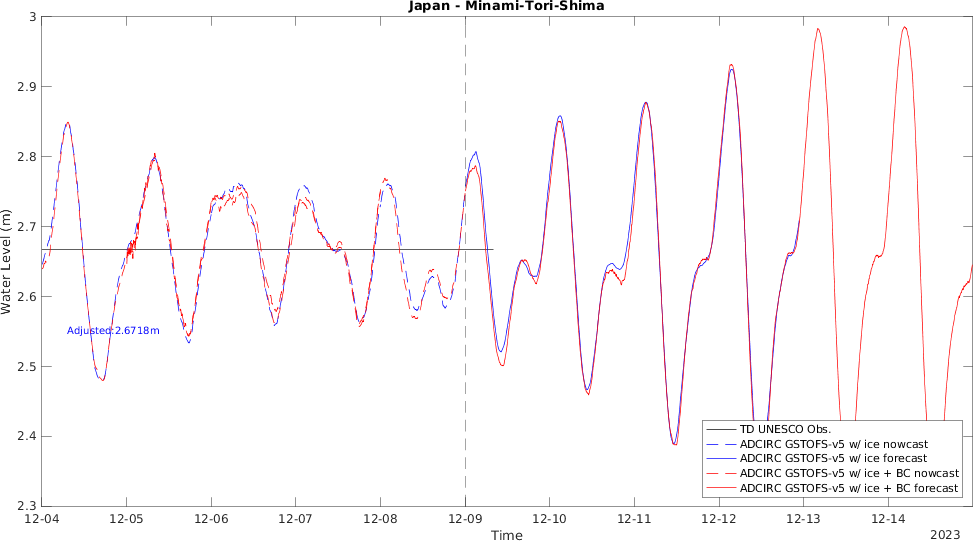 Japan - Minami-Tori-Shima
3
2.9
2.8
2.7
2.6
2.5
2.4
2.3
Water Level (m)
Adjusted:2.6718m
TD UNESCO Obs.
ADCIRC GSTOFS-v5 w/ ice nowcast
ADCIRC GSTOFS-v5 w/ ice forecast
ADCIRC GSTOFS-v5 w/ ice + BC nowcast
ADCIRC GSTOFS-v5 w/ ice + BC forecast
12-04 12-05 12-06 12-07 12-08 12-09 12-10 12-11 12-12 12-13 12-14
Time
2023